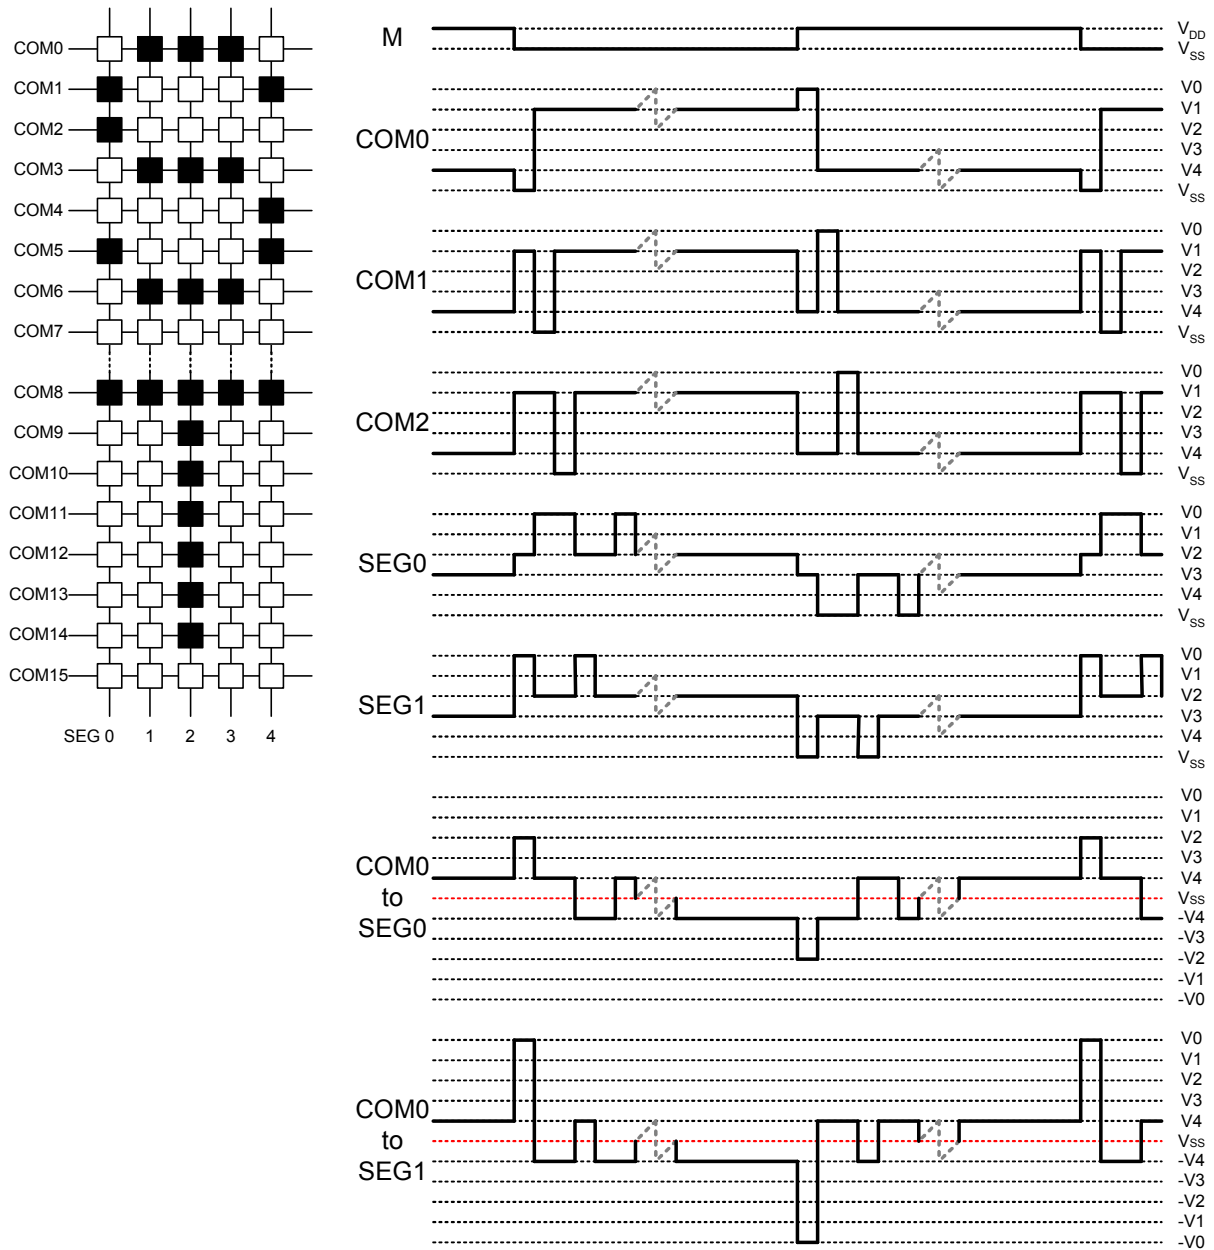 COM0
COM1
COM2
COM3
COM4
COM5
COM6
COM7
COM8
COM9
COM10
COM11
COM12
COM13
COM14
COM15
SEG 0 1 2 3 4
M
VDD
VSS
COM0
V0
V1
V2
V3
V4
VSS
COM1
V0
V1
V2
V3
V4
VSS
COM2
V0
V1
V2
V3
V4
VSS
SEG0
V0
V1
V2
V3
V4
VSS
SEG1
V0
V1
V2
V3
V4
VSS
COM0
to
SEG0
V0
V1
V2
V3
V4
VSS
-V4
-V3
-V2
-V1
-V0
COM0
to
SEG1
V0
V1
V2
V3
V4
VSS
-V4
-V3
-V2
-V1
-V0